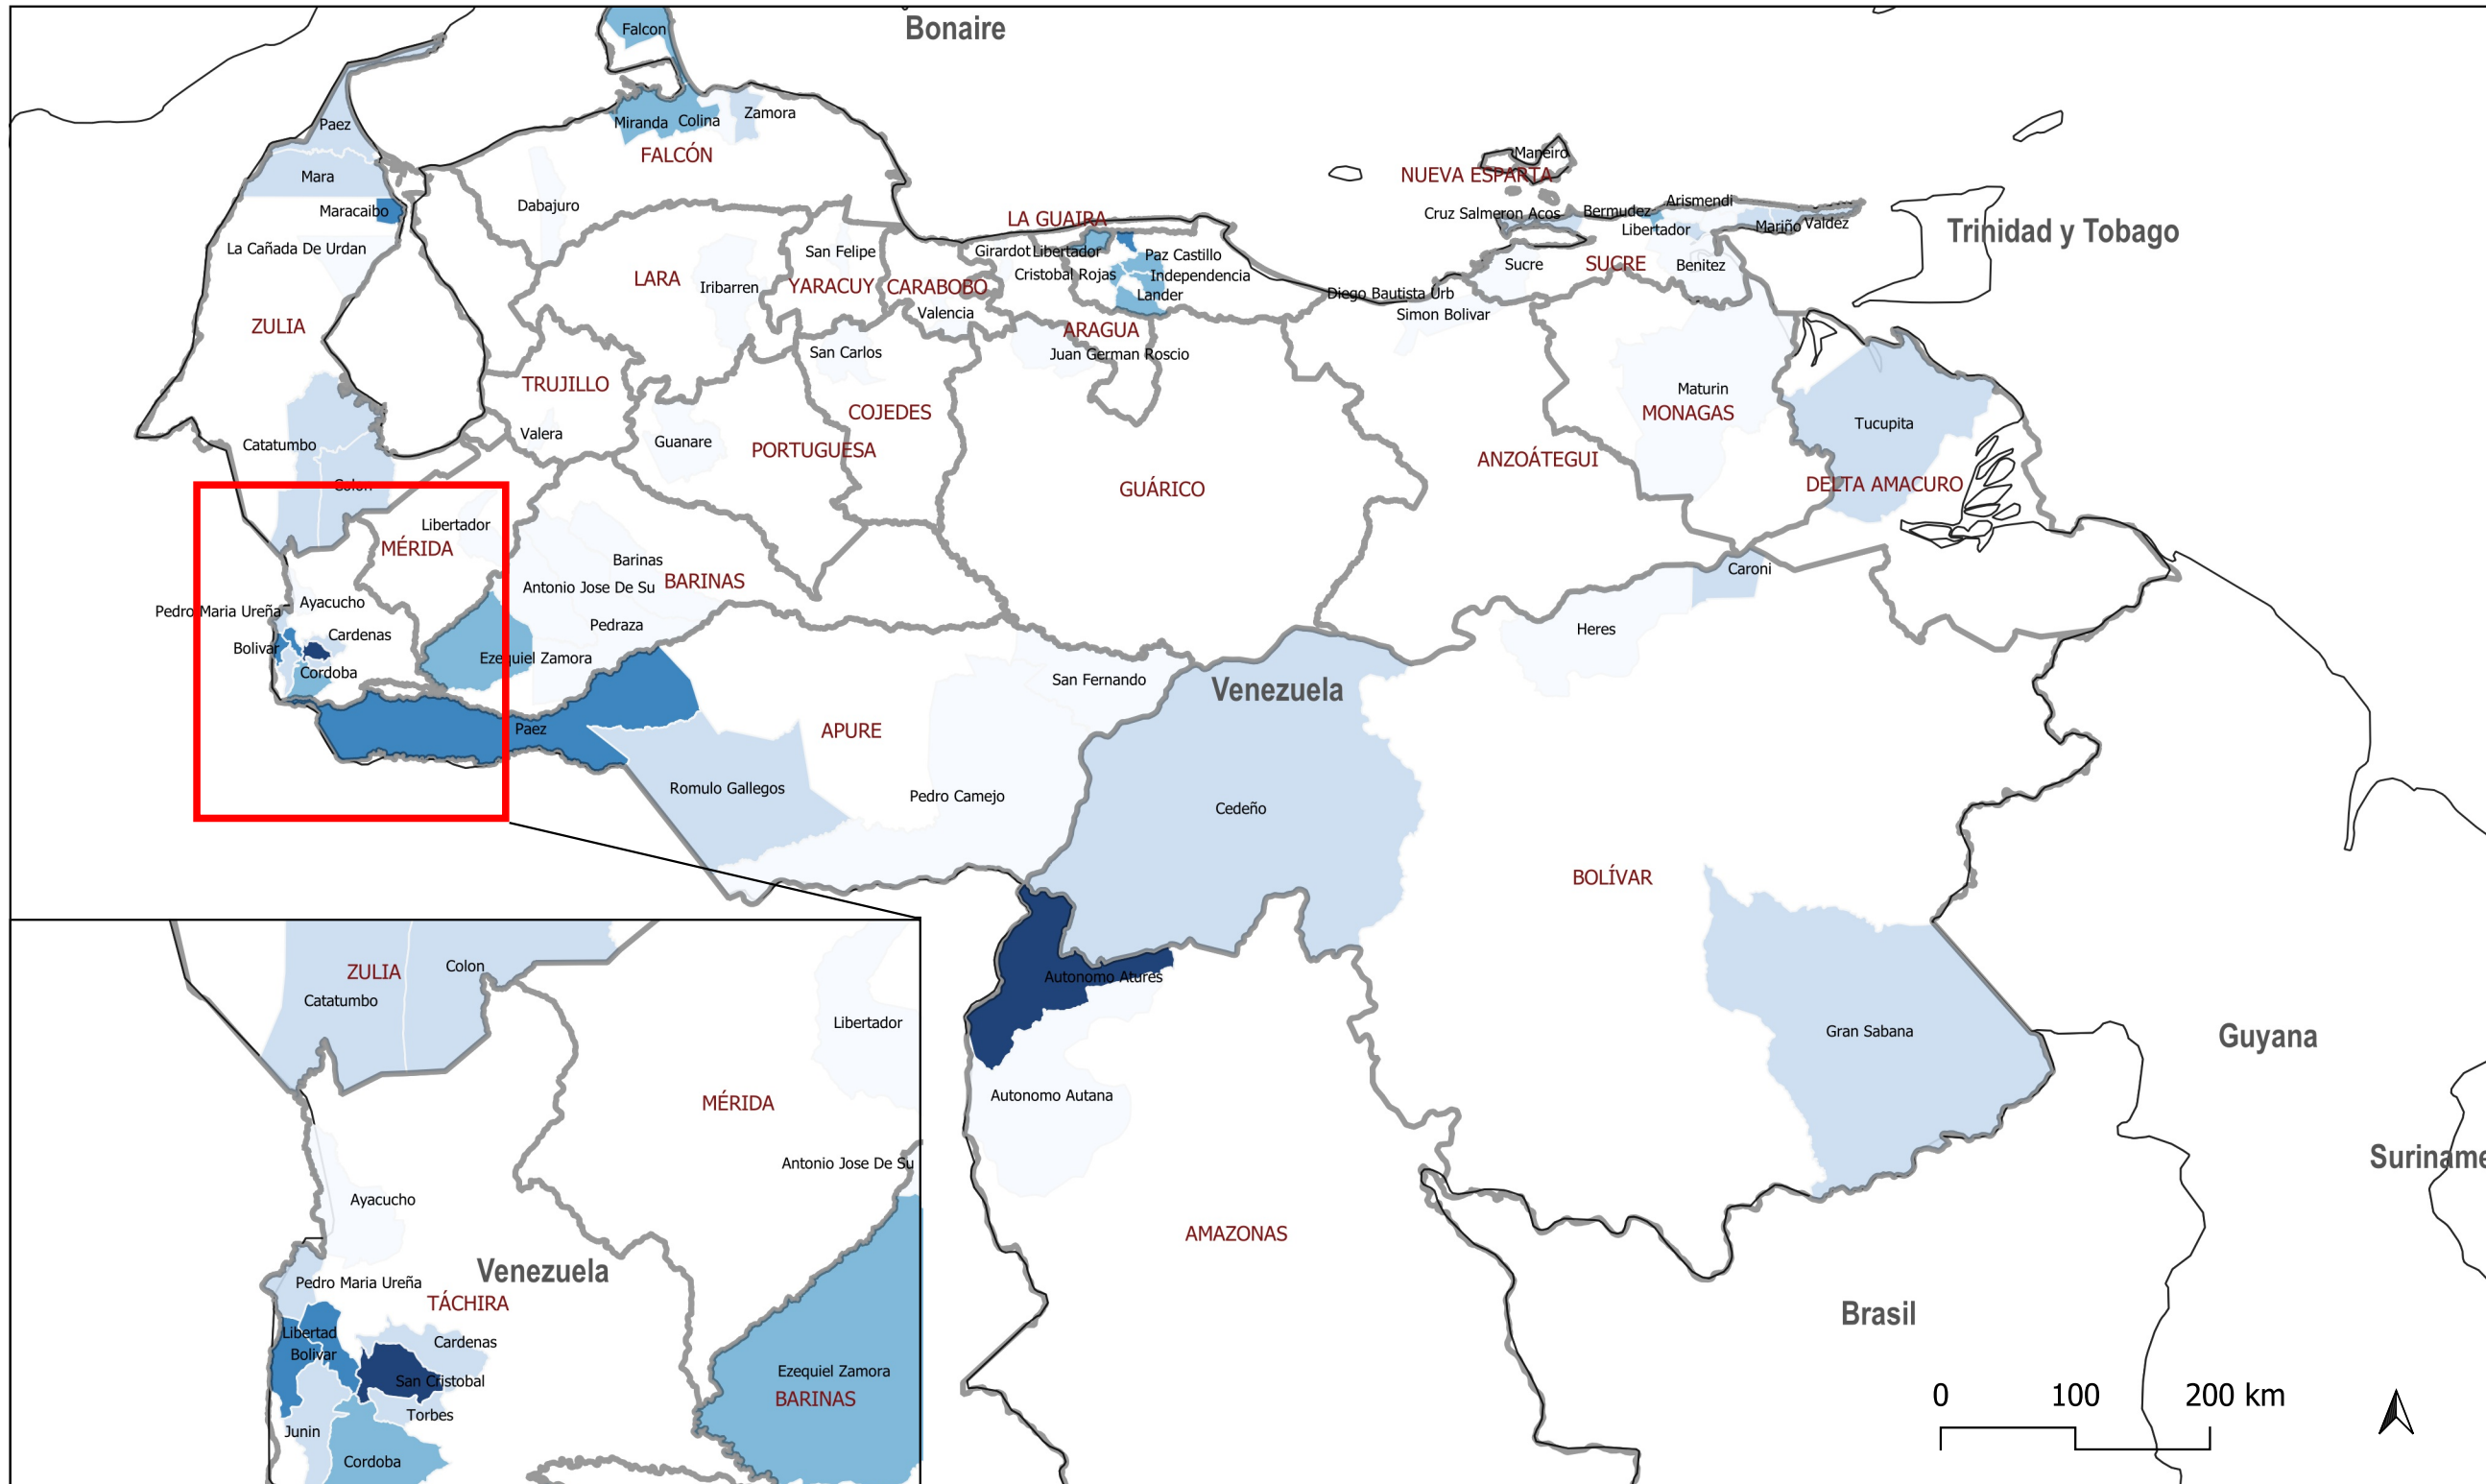 Falcon
Bonaire
Paez
Miranda
Colina
Zamora
FALCÓN
Mara
Maneiro
NUEVA ESPARTA
Maracaibo
Dabajuro
LA GUAIRA
Cruz Salmeron Acos
Bermudez
Arismendi
Libertador
Mariño
Valdez
Trinidad y Tobago
La Cañada De Urdan
San Felipe
Girardot
Libertador
Paz Castillo
Cristobal Rojas
Independencia
Lander
Sucre
SUCRE
Benitez
LARA
Iribarren
YARACUY
CARABOBO
Valencia
Diego Bautista Urb
Simon Bolivar
ZULIA
ARAGUA
San Carlos
Juan German Roscio
TRUJILLO
COJEDES
Maturin
MONAGAS
Tucupita
Catatumbo
Valera
Guanare
PORTUGUESA
ANZOÁTEGUI
Colon
GUÁRICO
DELTA AMACURO
Libertador
MÉRIDA
Barinas
Antonio Jose De Su
BARINAS
Caroni
Pedro Maria Ureña
Ayacucho
Pedraza
Heres
Bolivar
Cardenas
Ezequiel Zamora
Cordoba
San Fernando
Venezuela
Paez
APURE
Romulo Gallegos
Pedro Camejo
Cedeño
BOLÍVAR
Autonomo Atures
Gran Sabana
Guyana
Autonomo Autana
Suriname
AMAZONAS
Brasil
ZULIA
Colon
Catatumbo
Libertador
MÉRIDA
Antonio Jose De Su
Ayacucho
Venezuela
Pedro Maria Ureña
TÁCHIRA
Libertad
Bolivar
Cardenas
San Cristobal
Ezequiel Zamora
BARINAS
Torbes
Junin
Cordoba
0 100 200 km